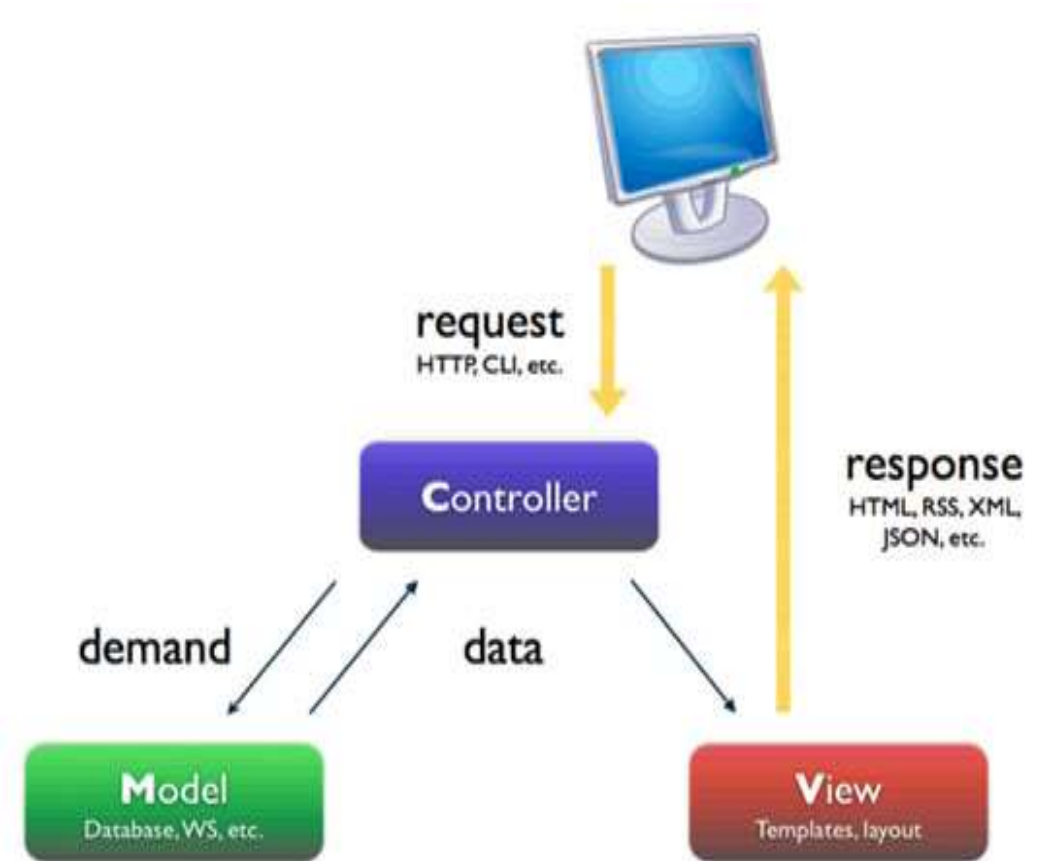 request
HTTP, CLI, etc.
Controller
response
HTML, RSS, XML,
JSON, etc.
demand
data
Model
Database, WS, etc.
View
Templates, layout